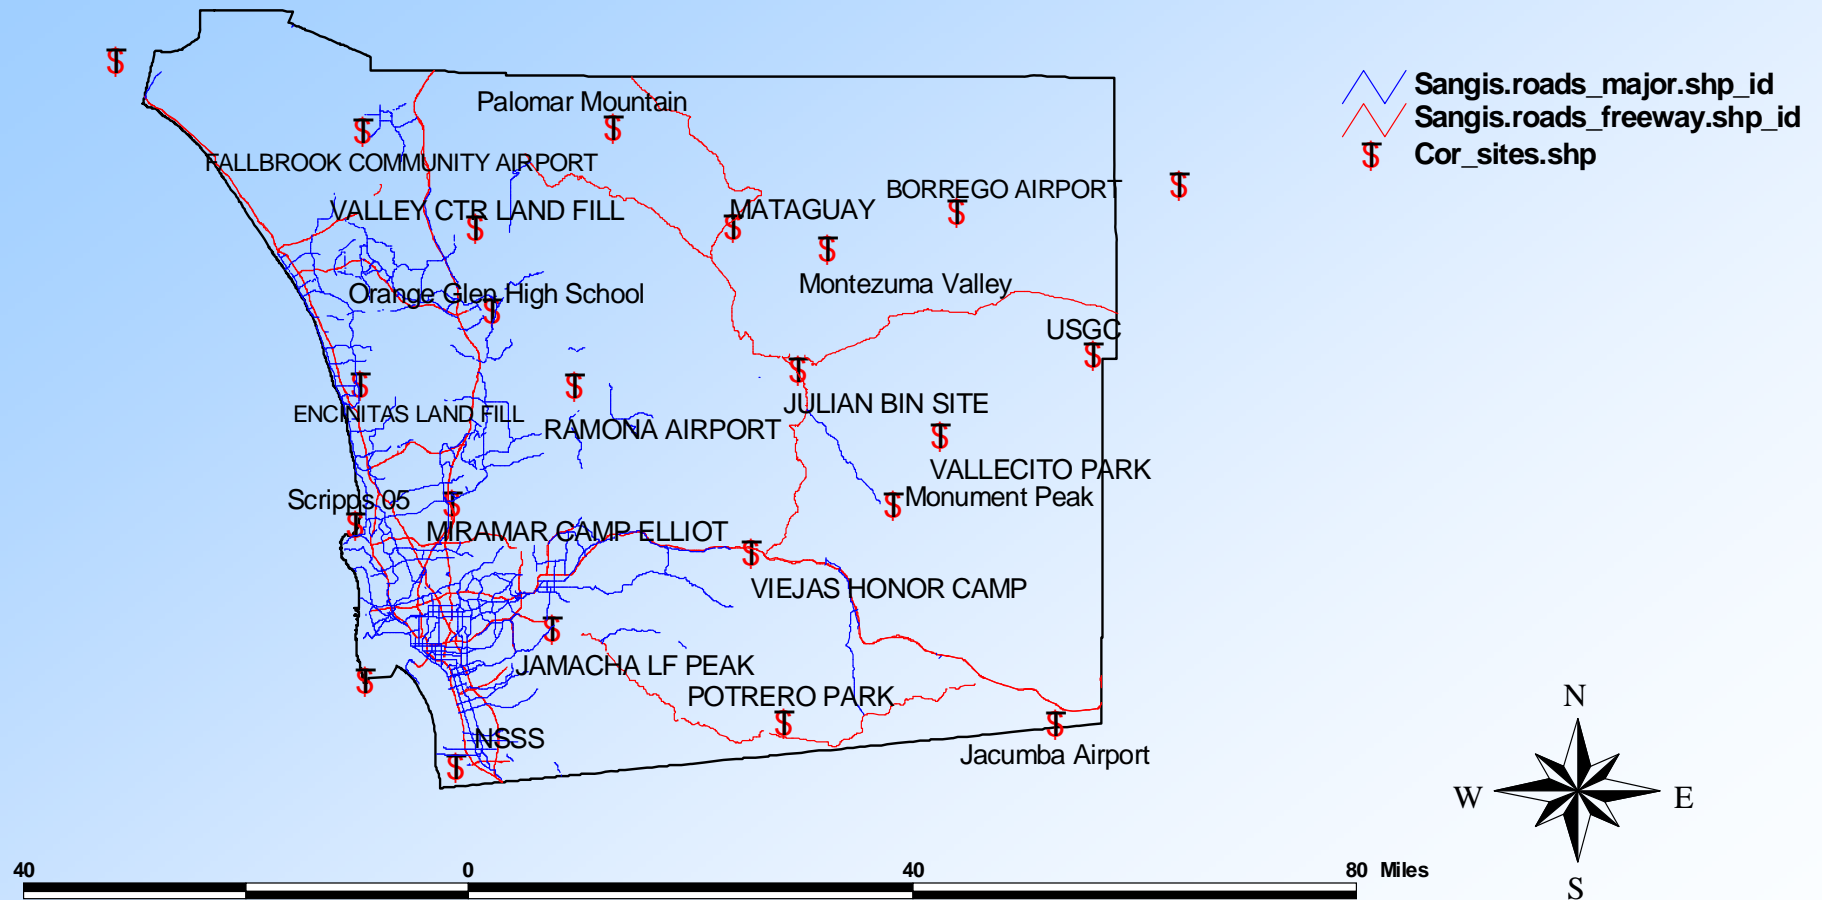 Sangis.roads_major.shp_id
Sangis.roads_freeway.shp_id
Cor_sites.shp
Palomar Mountain
FALLBROOK COMMUNITY AIRPORT
BORREGO AIRPORT
VALLEY CTR LAND FILL
MATAGUAY
Montezuma Valley
Orange Glen High School
USGC
JULIAN BIN SITE
ENCINITAS LAND FILL
RAMONA AIRPORT
VALLECITO PARK
Scripps 05
Monument Peak
MIRAMAR CAMP ELLIOT
VIEJAS HONOR CAMP
JAMACHA LF PEAK
POTRERO PARK
NSSS
Jacumba Airport
N
W E
S
40 0 40 80 Miles